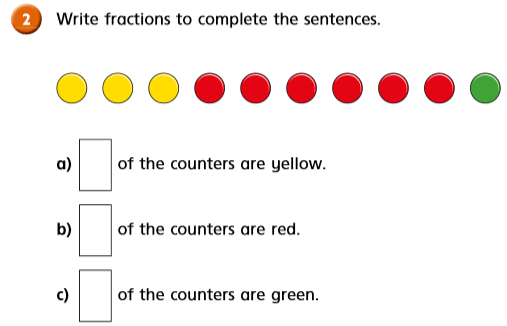 2 Write fractions to complete the sentences.
a) of the counters are yellow.
b) of the counters are red.
c) of the counters are green.